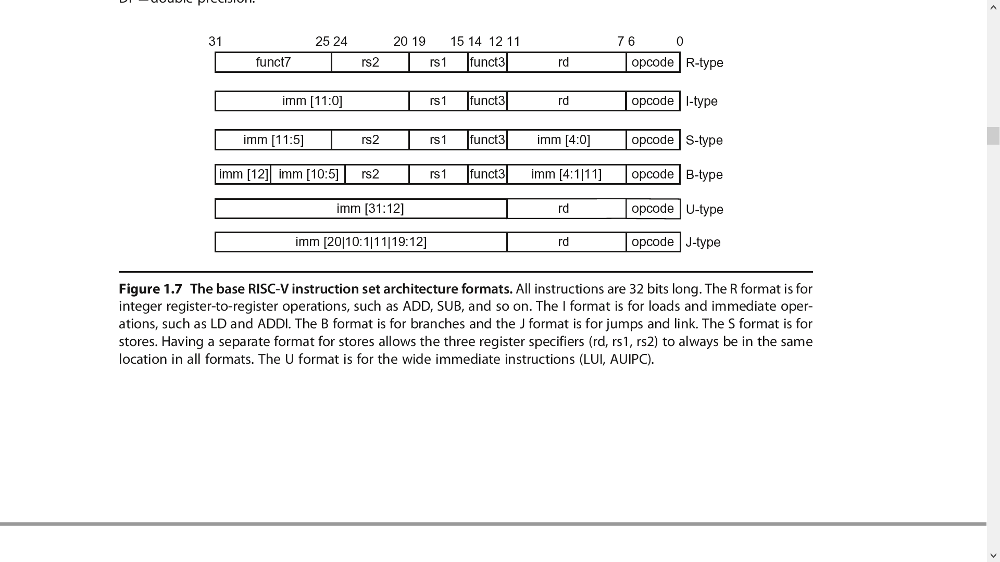 DP = double precision.
31 25 24 20 19 15 14 12 11 7 6 0
funct7 rs2 rs1 funct3 rd opcode R-type
imm [11:0] rs1 funct3 rd opcode I-type
imm [11:5] rs2 rs1 funct3 imm [4:0] opcode S-type
imm [12] imm [10:5] rs2 rs1 funct3 imm [4:1|11] opcode B-type
imm [31:12] rd opcode U-type
imm [20|10:1|11|19:12] rd opcode J-type
Figure 1.7 The base RISC-V instruction set architecture formats. All instructions are 32 bits long. The R format is for
integer register-to-register operations, such as ADD, SUB, and so on. The I format is for loads and immediate oper-
ations, such as LD and ADDI. The B format is for branches and the J format is for jumps and link. The S format is for
stores. Having a separate format for stores allows the three register specifiers (rd, rs1, rs2) to always be in the same
location in all formats. The U format is for the wide immediate instructions (LUI, AUIPC).